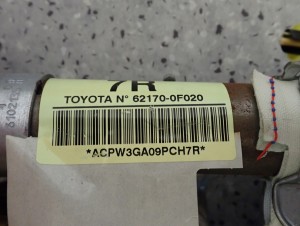 7R
TOYOTA N° 62170-0F020
*ACPW3GA09PCH7R*